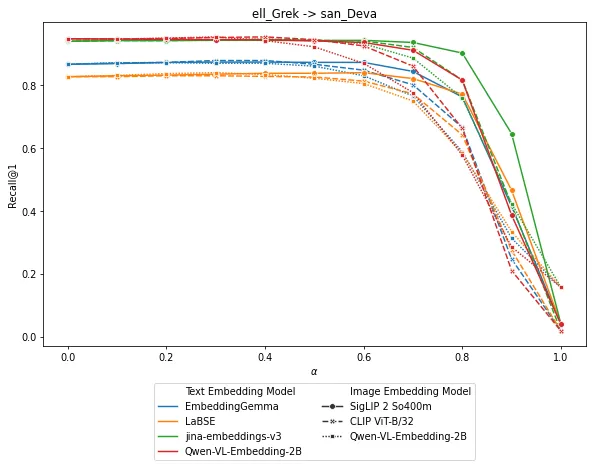 ell_Grek -> san_Deva
Recall@1
0.8
0.6
0.4
0.2
0.0
0.0 0.2 0.4 0.6 0.8 1.0
α
Text Embedding Model
EmbeddingGemma
LaBSE
jina-embeddings-v3
Qwen-VL-Embedding-2B
Image Embedding Model
SigLIP 2 So400m
CLIP ViT-B/32
Qwen-VL-Embedding-2B